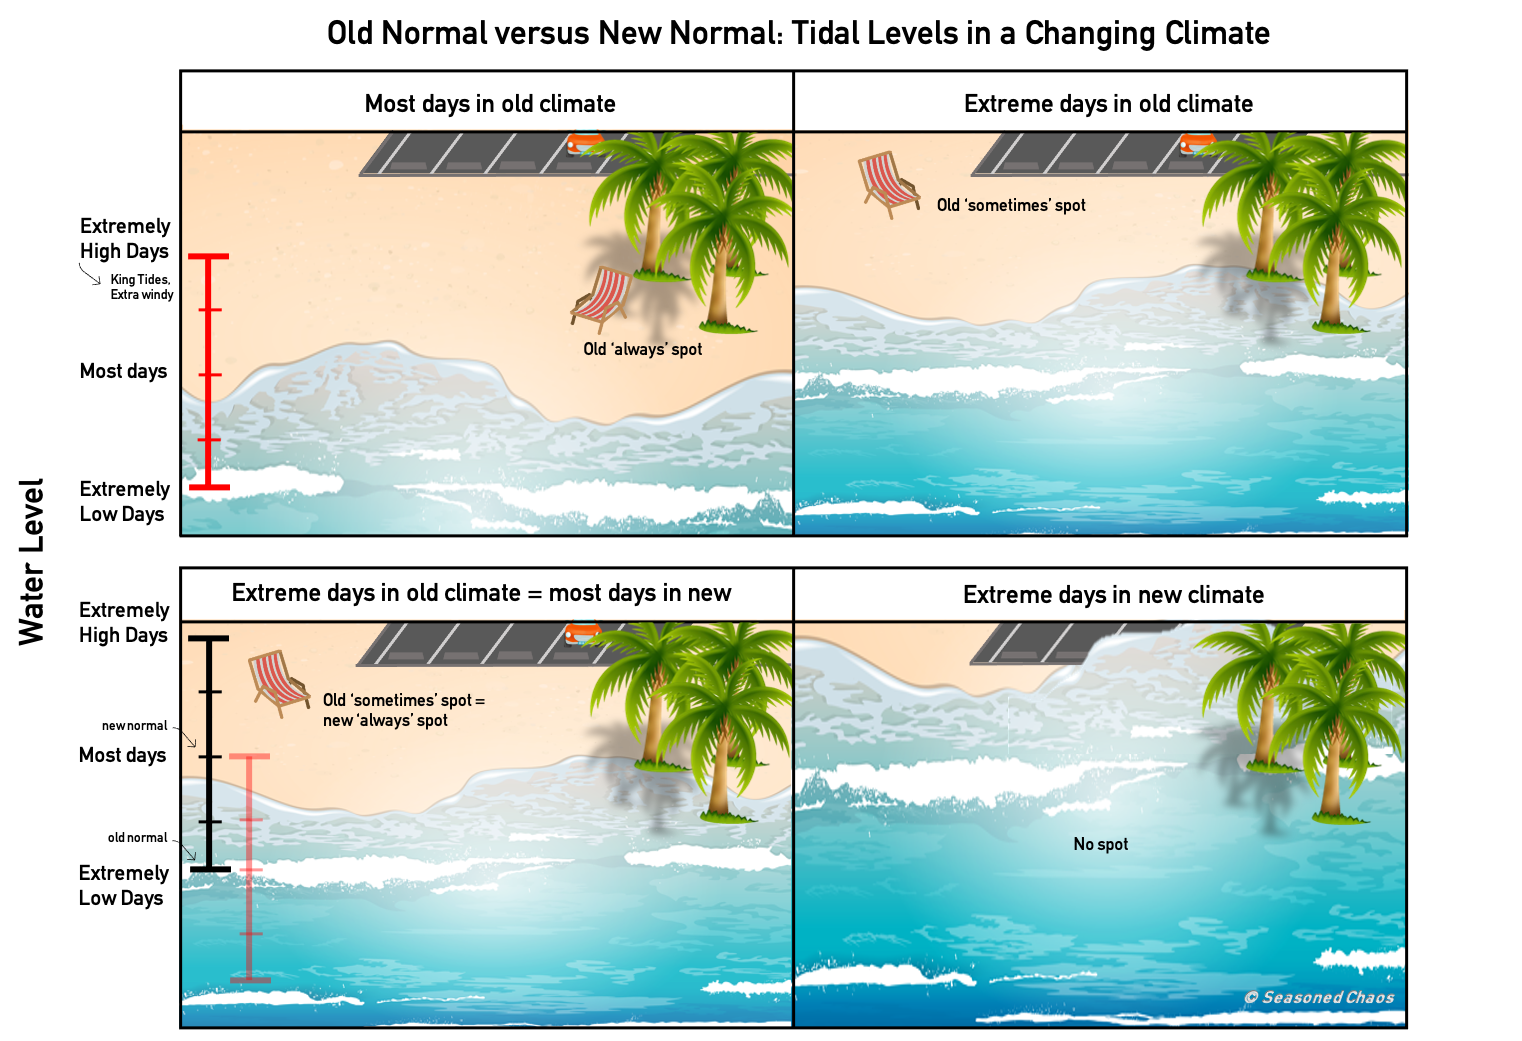 Old Normal versus New Normal: Tidal Levels in a Changing Climate
Most days in old climate
Extreme days in old climate
Water Level
Extremely
High Days
King Tides,
Extra windy
Most days
Extremely
Low Days
Old ‘always’ spot
Old ‘sometimes’ spot
Extreme days in old climate = most days in new
Extreme days in new climate
Extremely
High Days
new normal
Most days
old normal
Extremely
Low Days
Old ‘sometimes’ spot =
new ‘always’ spot
No spot
© Seasoned Chaos